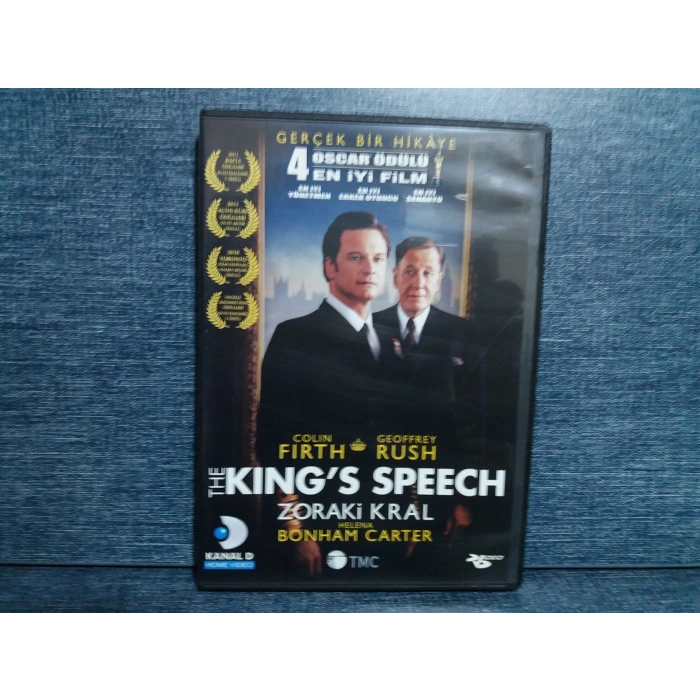 GERÇEK BİR HİKÂYE
4 OSCAR ÖDÜLÜ
EN İYİ FİLM
EN İYİ YÖNETMEN
EN İYİ ERKEK OYUNCU
EN İYİ SENARYO
COLIN FIRTH
GEOFFREY RUSH
THE KING'S SPEECH
ZORAKi KRAL
HELENA
BONHAM CARTER
KANAL D
HOME VIDEO
TMC